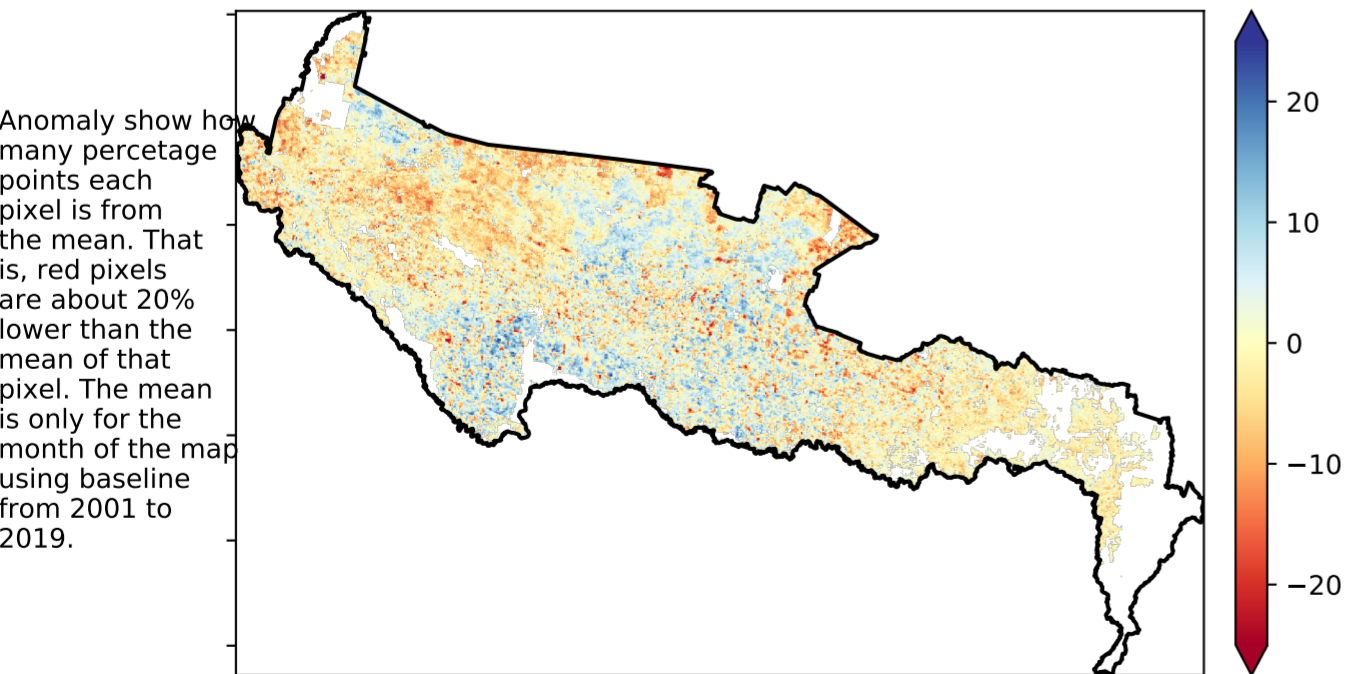 Anomaly show how
many percetage
points each
pixel is from
the mean. That
is, red pixels
are about 20%
lower than the
mean of that
pixel. The mean
is only for the
month of the map
using baseline
from 2001 to
2019.
20
10
0
−10
−20